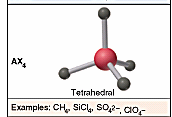 AX₄
Tetrahedral
Examples: CH₄, SiCl₄, SO₄²⁻, ClO₄⁻